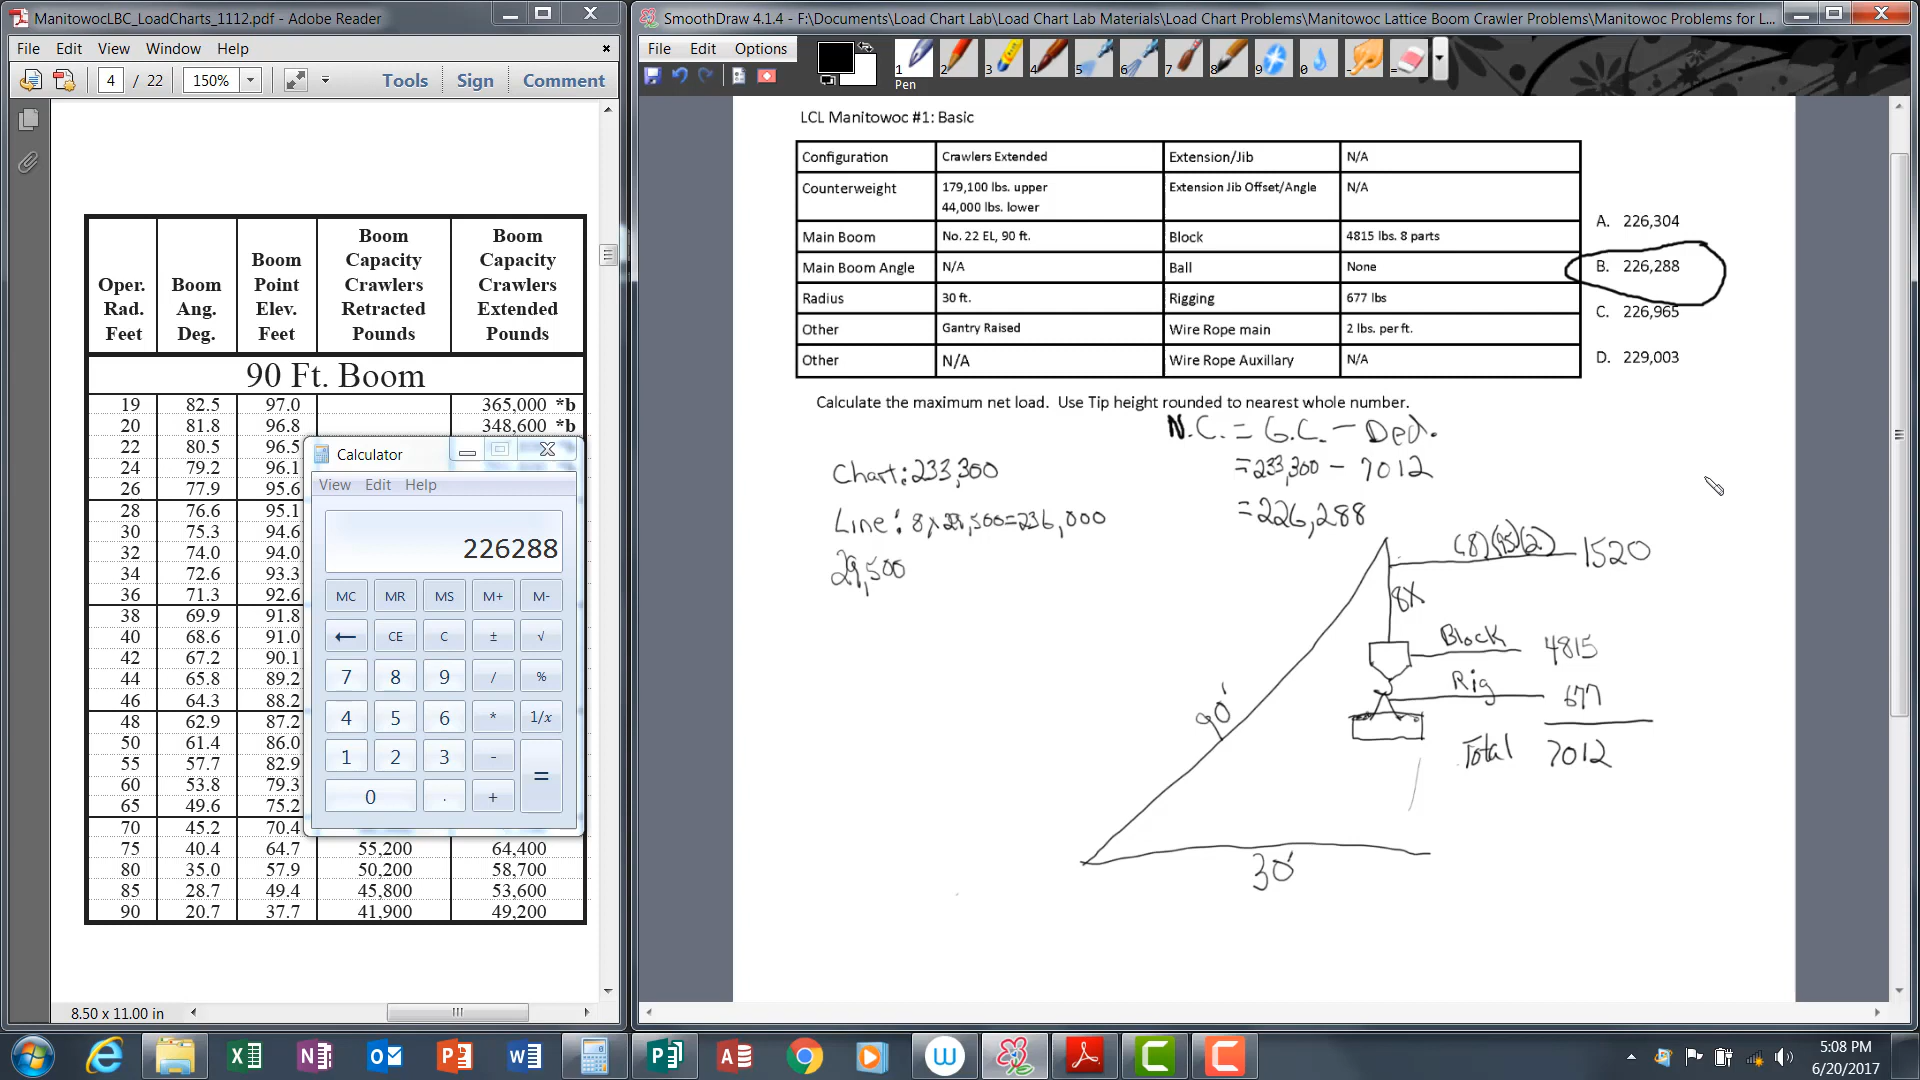 ManitowocLBC_LoadCharts_1112.pdf - Adobe Reader
File Edit View Window Help
4 / 22 150% Tools Sign Comment
Oper. Rad. Feet
Boom Ang. Deg.
Boom Point Elev. Feet
Boom Capacity Crawlers Retracted Pounds
Boom Capacity Crawlers Extended Pounds
90 Ft. Boom
19 82.5 97.0 365,000 *b
20 81.8 96.8 348,600 *b
22 80.5 96.5
24 79.2 96.1
26 77.9 95.6
28 76.6 95.1
30 75.3 94.6
32 74.0 94.0
34 72.6 93.3
36 71.3 92.6
38 69.9 91.8
40 68.6 91.0
42 67.2 90.1
44 65.8 89.2
46 64.3 88.2
48 62.9 87.2
50 61.4 86.0
55 57.7 82.9
60 53.8 79.3
65 49.6 75.2
70 45.2 70.4
75 40.4 64.7 55,200 64,400
80 35.0 57.9 50,200 58,700
85 28.7 49.4 45,800 53,600
90 20.7 37.7 41,900 49,200
8.50 x 11.00 in
Calculator
View Edit Help
226288
MC MR MS M+ M-
← CE C ± √
7 8 9 / %
4 5 6 * 1/x
1 2 3 - =
0 . +
SmoothDraw 4.1.4 - F:\Documents\Load Chart Lab\Load Chart Lab Materials\Load Chart Problems\Manitowoc Lattice Boom Crawler Problems\Manitowoc Problems for L...
File Edit Options
1 2 3 4 5 6 7 8 9 0 - =
Pen
LCL Manitowoc #1: Basic
Configuration Crawlers Extended Extension/Jib N/A
Counterweight 179,100 lbs. upper Extension Jib Offset/Angle N/A
44,000 lbs. lower
Main Boom No. 22 EL, 90 ft. Block 4815 lbs. 8 parts
Main Boom Angle N/A Ball None
Radius 30 ft. Rigging 677 lbs
Other Gantry Raised Wire Rope main 2 lbs. per ft.
Other N/A Wire Rope Auxillary N/A
A. 226,304
B. 226,288
C. 226,965
D. 229,003
Calculate the maximum net load. Use Tip height rounded to nearest whole number.
N.C. = G.C. - Ded.
= 233,300 - 7012
= 226,288
Chart: 233,300
Line: 8x29,500=236,000
29,500
(8)(95)(2) 1520
8x
Block 4815
Rig 677
Total 7012
90'
30'
5:08 PM
6/20/2017